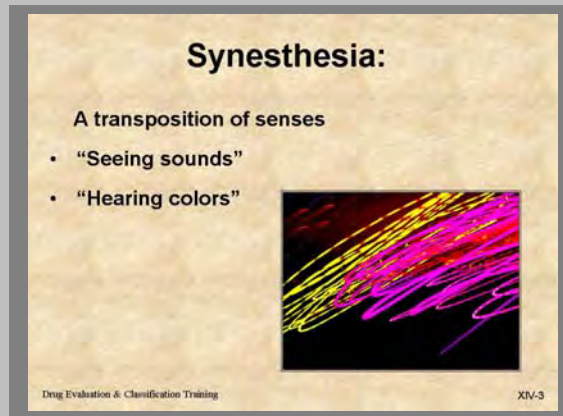 Synesthesia:
A transposition of senses
• “Seeing sounds”
• “Hearing colors”
Drug Evaluation & Classification Training
XIV-3